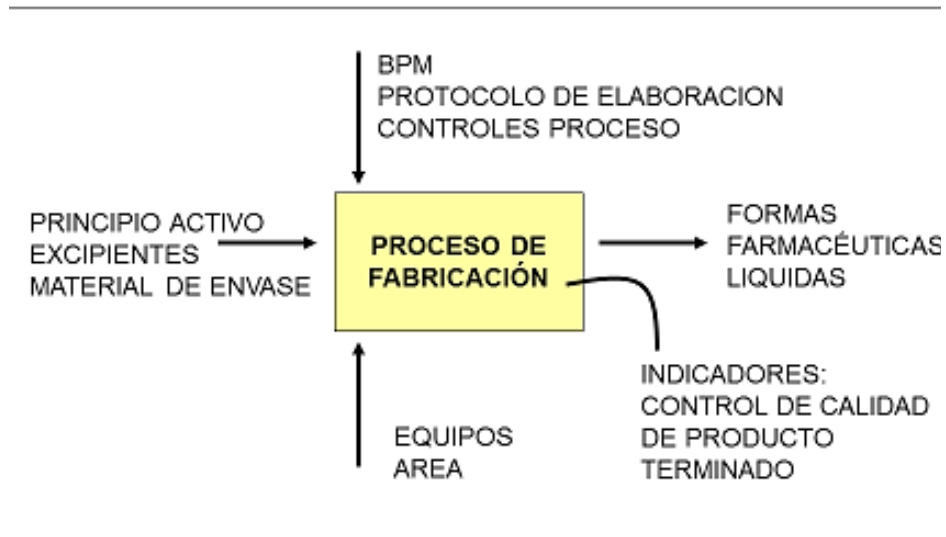 BPM
PROTOCOLO DE ELABORACION
CONTROLES PROCESO
PRINCIPIO ACTIVO
EXCIPIENTES
MATERIAL DE ENVASE
PROCESO DE
FABRICACIÓN
FORMAS
FARMACÉUTICAS
LIQUIDAS
INDICADORES:
CONTROL DE CALIDAD
DE PRODUCTO
TERMINADO
EQUIPOS
AREA